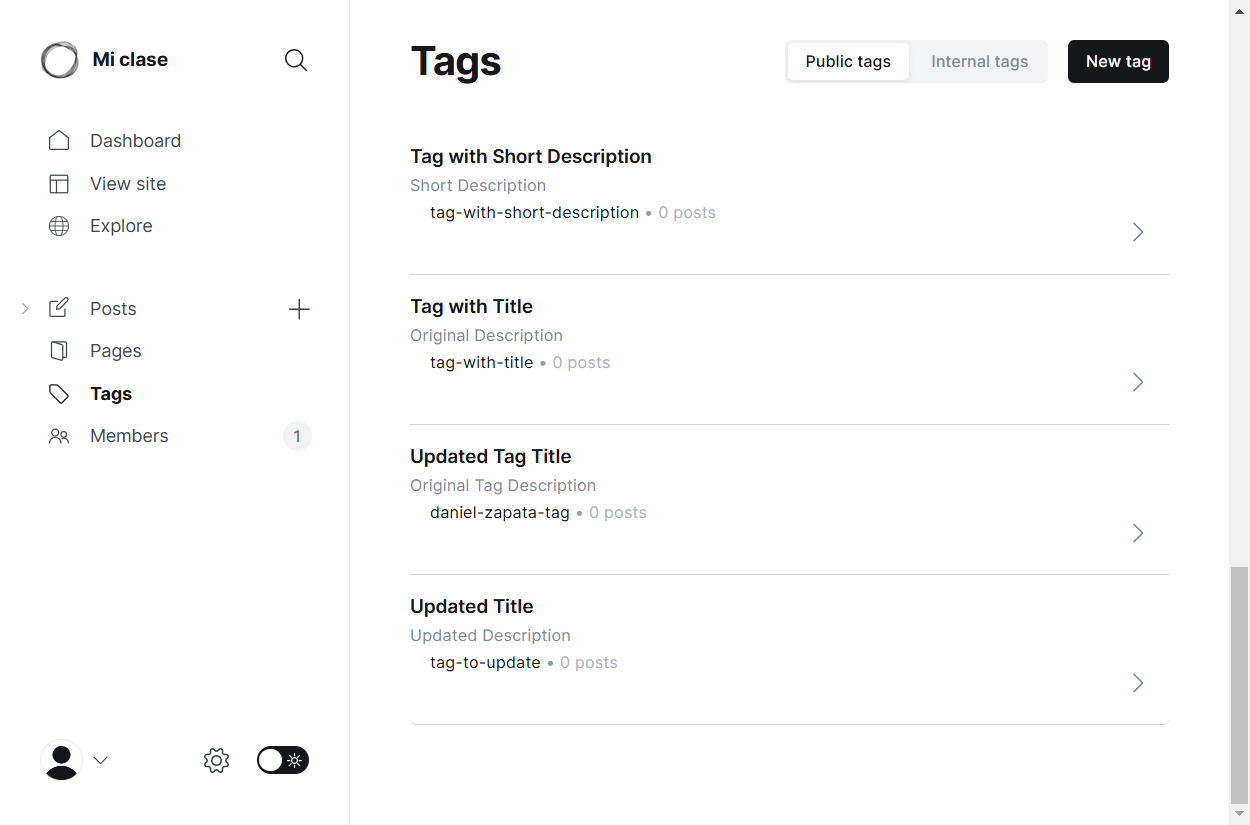 Mi clase
Dashboard
View site
Explore
Posts
Pages
Tags
Members 1
Tags
Public tags
Internal tags
New tag
Tag with Short Description
Short Description
tag-with-short-description • 0 posts
Tag with Title
Original Description
tag-with-title • 0 posts
Updated Tag Title
Original Tag Description
daniel-zapata-tag • 0 posts
Updated Title
Updated Description
tag-to-update • 0 posts